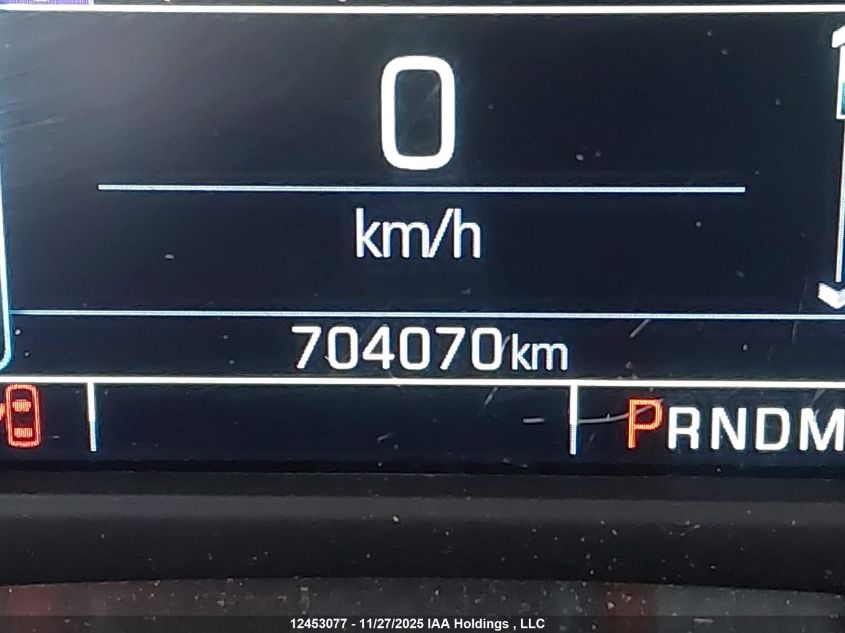 0
km/h
704070km
PRNDM
12453077 - 11/27/2025 IAA Holdings , LLC